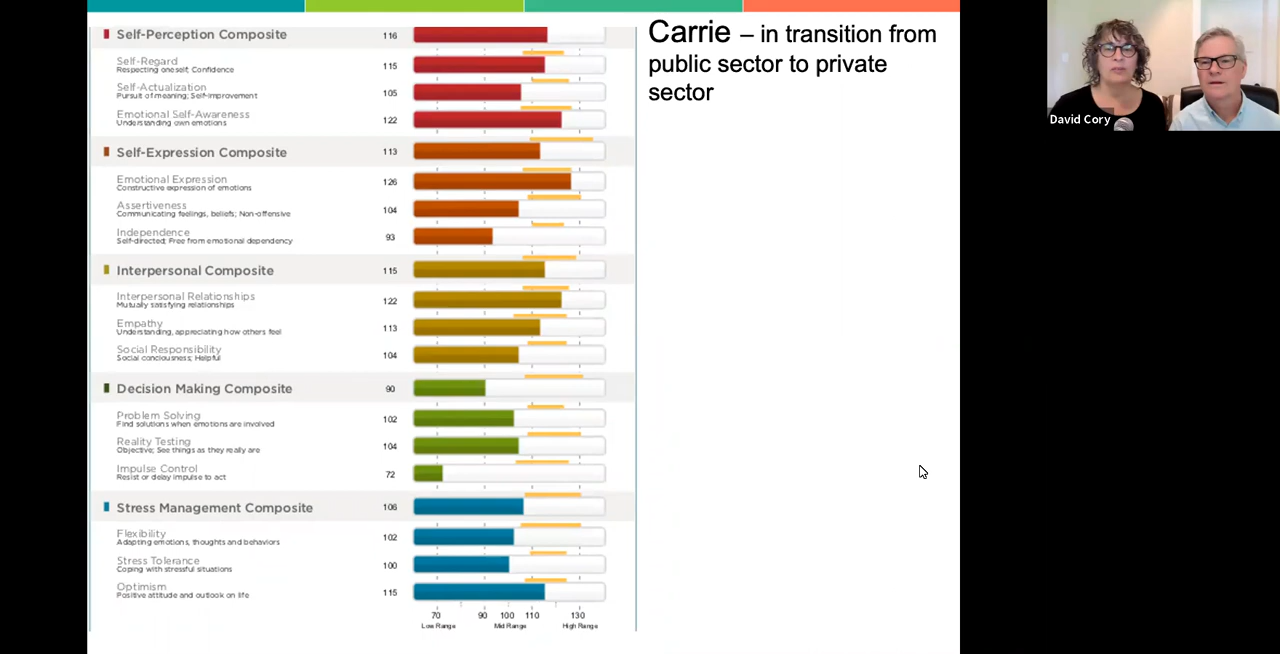 Self-Perception Composite 116
Self-Regard 115
Respecting oneself; Confidence
Self-Actualization 105
Pursuit of meaning; Self-improvement
Emotional Self-Awareness 122
Understanding own emotions
Self-Expression Composite 113
Emotional Expression 126
Constructive expression of emotions
Assertiveness 104
Communicating feelings, beliefs; Non-offensive
Independence 93
Self-directed; Free from emotional dependency
Interpersonal Composite 115
Interpersonal Relationships 122
Mutually satisfying relationships
Empathy 113
Understanding, appreciating how others feel
Social Responsibility 104
Social conciousness; Helpful
Decision Making Composite 90
Problem Solving 102
Find solutions when emotions are involved
Reality Testing 104
Objective; See things as they really are
Impulse Control 72
Resist or delay impulse to act
Stress Management Composite 106
Flexibility 102
Adapting emotions, thoughts and behaviors
Stress Tolerance 100
Coping with stressful situations
Optimism 115
Positive attitude and outlook on life
70 90 100 110 130
Low Range Mid Range High Range
Carrie – in transition from
public sector to private
sector
David Cory